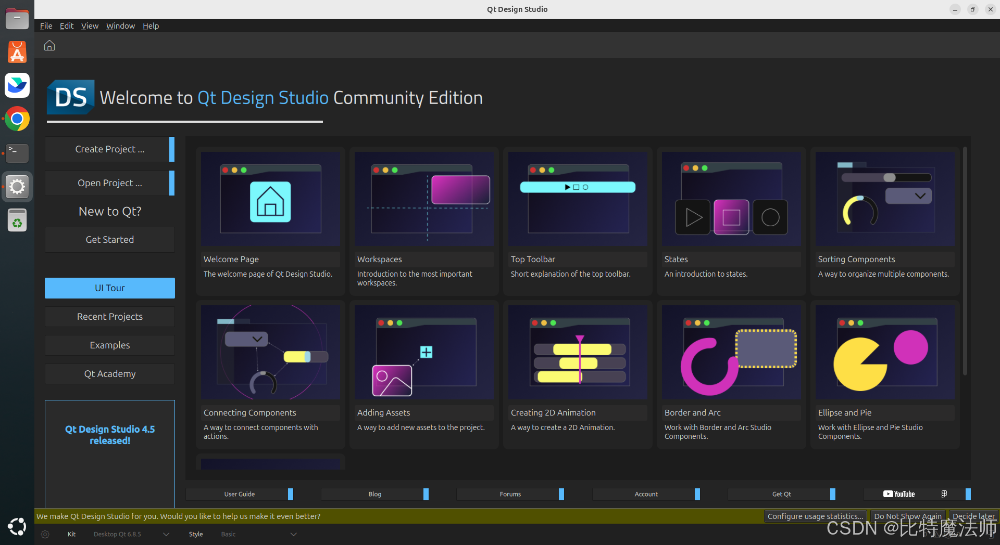 Qt Design Studio
File Edit View Window Help
DS Welcome to Qt Design Studio Community Edition
Create Project ...
Open Project ...
New to Qt?
Get Started
UI Tour
Recent Projects
Examples
Qt Academy
Qt Design Studio 4.5
released!
Welcome Page
The welcome page of Qt Design Studio.
Workspaces
Introduction to the most important
workspaces.
Top Toolbar
Short explanation of the top toolbar.
States
An introduction to states.
Sorting Components
A way to organize multiple components.
Connecting Components
A way to connect components with
actions.
Adding Assets
A way to add new assets to the project.
Creating 2D Animation
A way to create a 2D Animation.
Border and Arc
Work with Border and Arc Studio
Components.
Ellipse and Pie
Work with Ellipse and Pie Studio
Components.
User Guide
Blog
Forums
Account
Get Qt
YouTube
We make Qt Design Studio for you. Would you like to help us make it even better?
Configure usage statistics...
Do Not Show Again
Decide later
Kit Desktop Qt 6.8.5 Style Basic
CSDN @比特魔法师